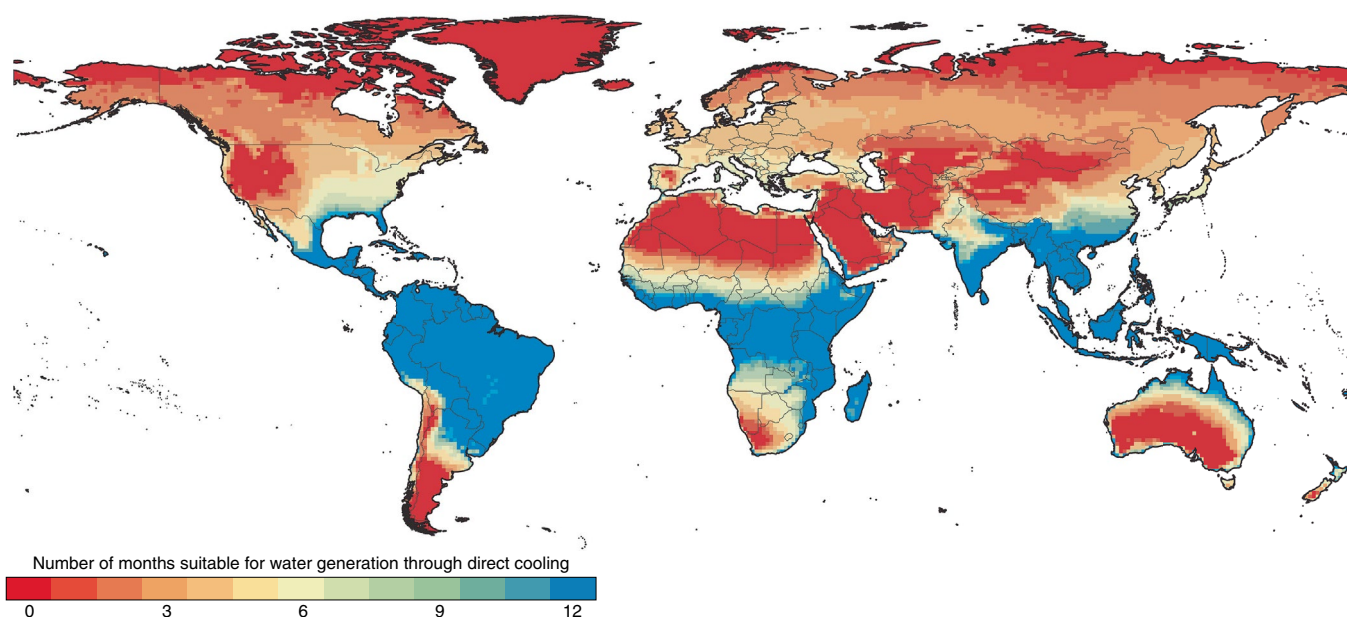 Number of months suitable for water generation through direct cooling
0 3 6 9 12